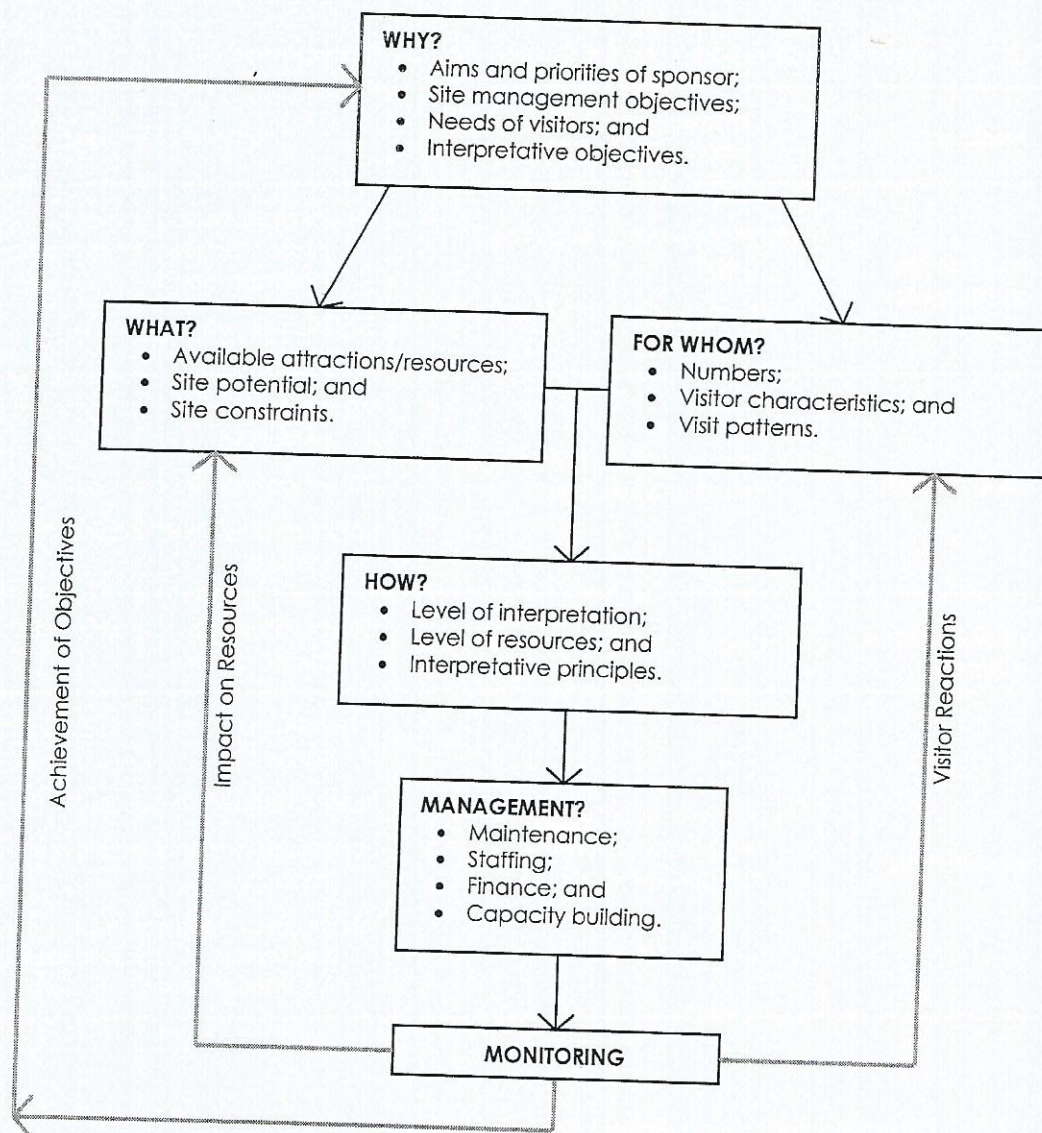 WHY?
• Aims and priorities of sponsor;
• Site management objectives;
• Needs of visitors; and
• Interpretative objectives.
WHAT?
• Available attractions/resources;
• Site potential; and
• Site constraints.
FOR WHOM?
• Numbers;
• Visitor characteristics; and
• Visit patterns.
Achievement of Objectives
Impact on Resources
Visitor Reactions
HOW?
• Level of interpretation;
• Level of resources; and
• Interpretative principles.
MANAGEMENT?
• Maintenance;
• Staffing;
• Finance; and
• Capacity building.
MONITORING